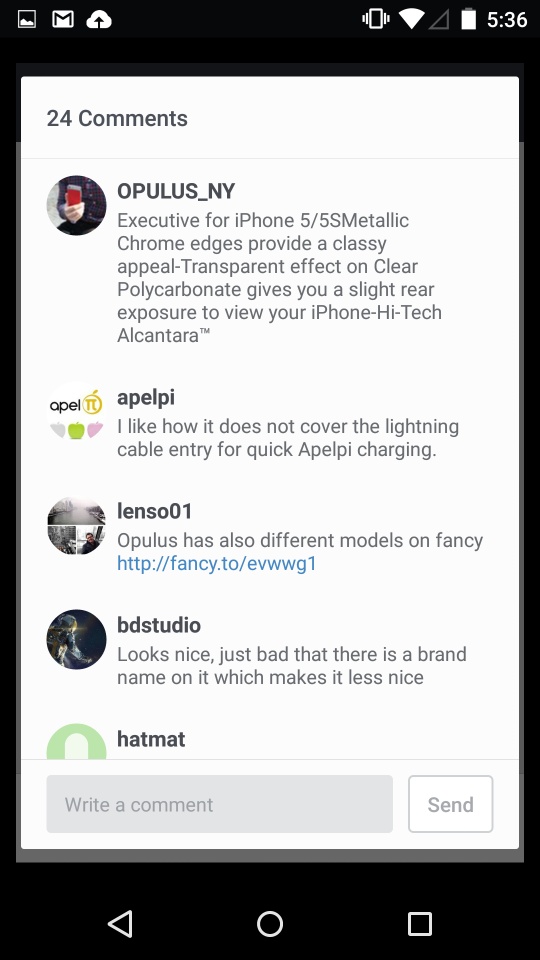 5:36
24 Comments
OPULUS_NY
Executive for iPhone 5/5SMetallic
Chrome edges provide a classy
appeal-Transparent effect on Clear
Polycarbonate gives you a slight rear
exposure to view your iPhone-Hi-Tech
Alcantara™
apel π
apelpi
I like how it does not cover the lightning
cable entry for quick Apelpi charging.
lenso01
Opulus has also different models on fancy
http://fancy.to/evwwg1
bdstudio
Looks nice, just bad that there is a brand
name on it which makes it less nice
hatmat
Write a comment
Send